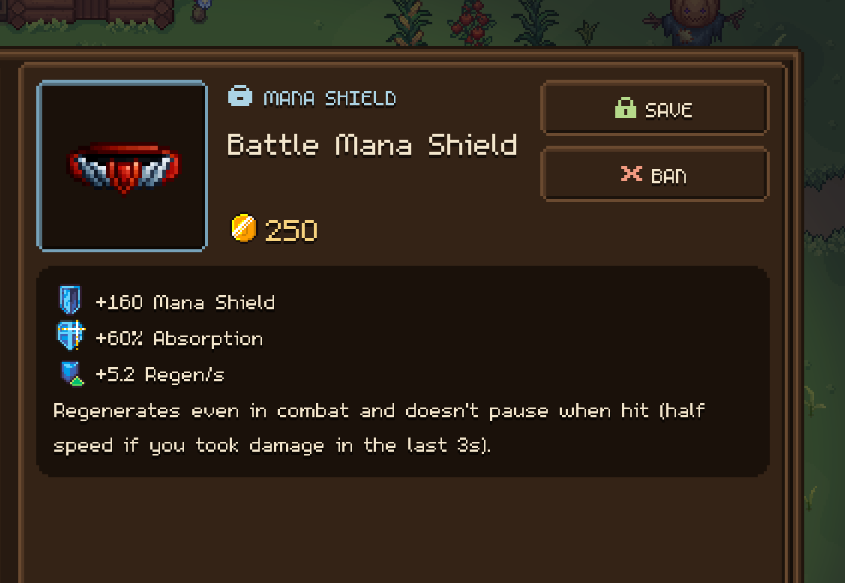 MANA SHIELD
Battle Mana Shield
250
SAVE
BAN
+160 Mana Shield
+60% Absorption
+5.2 Regen/s
Regenerates even in combat and doesn't pause when hit (half
speed if you took damage in the last 3s).